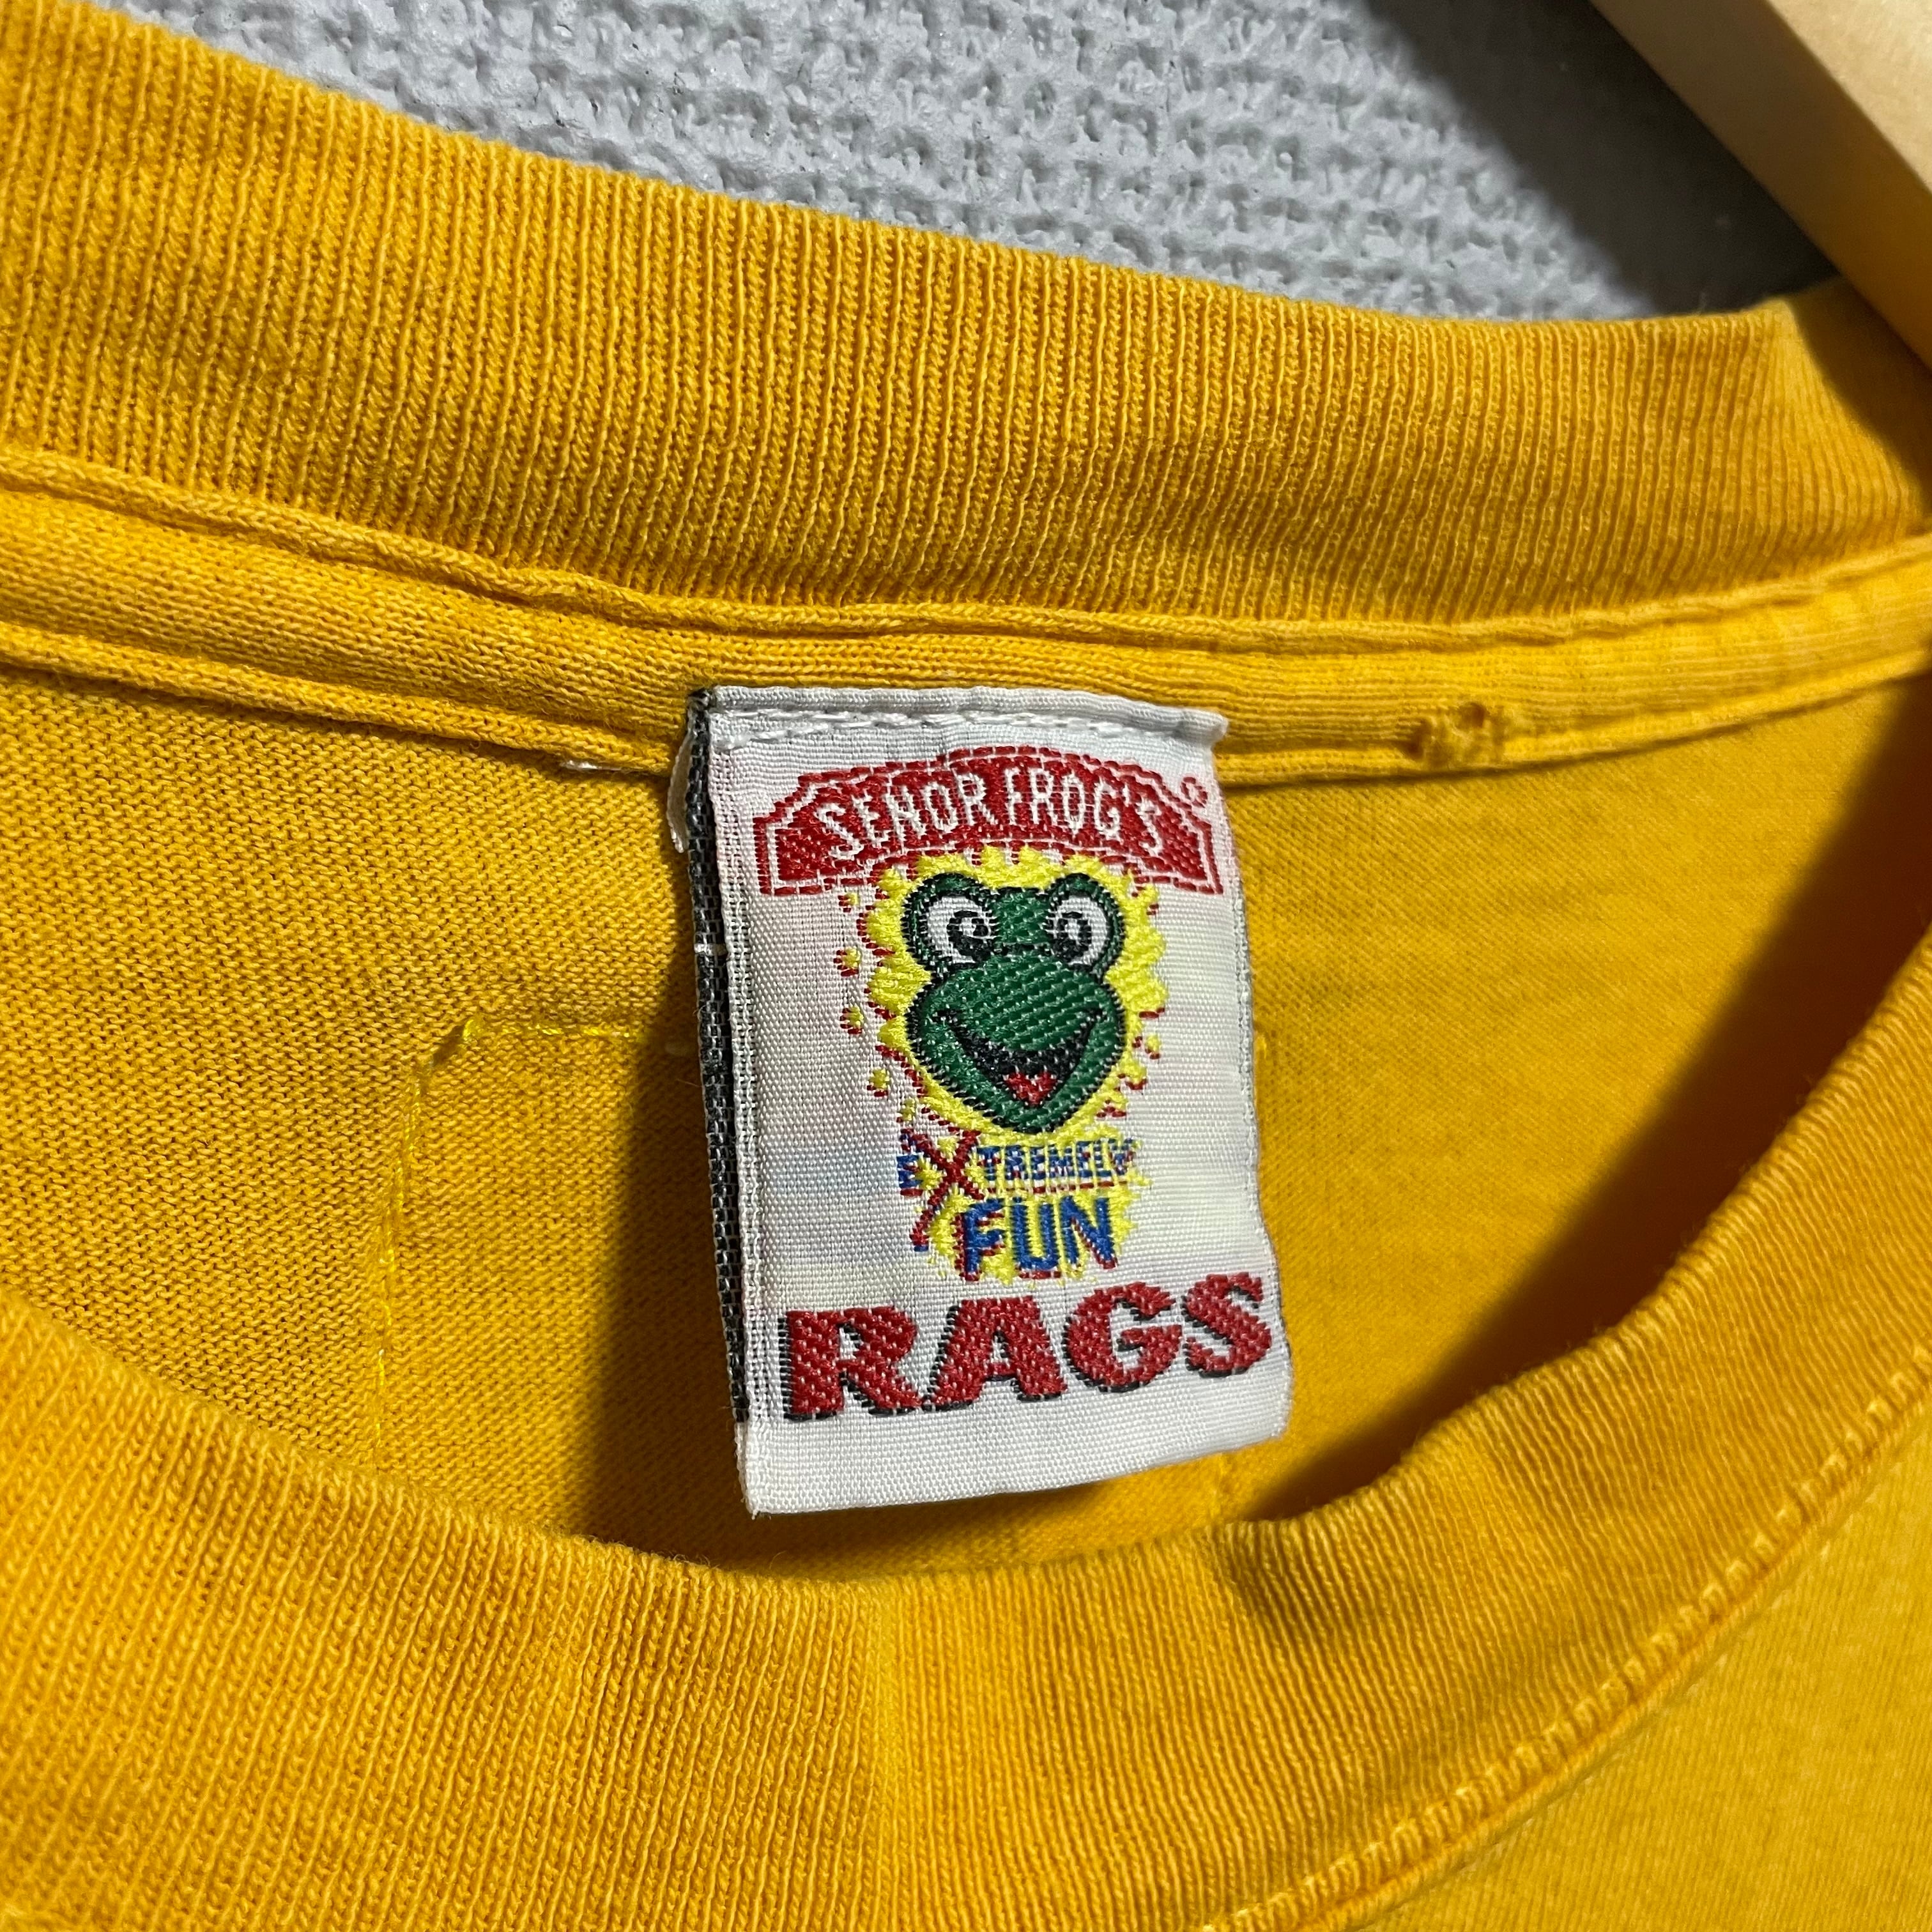 SENOR FROG'S®
EXTREMELY
FUN
RAGS